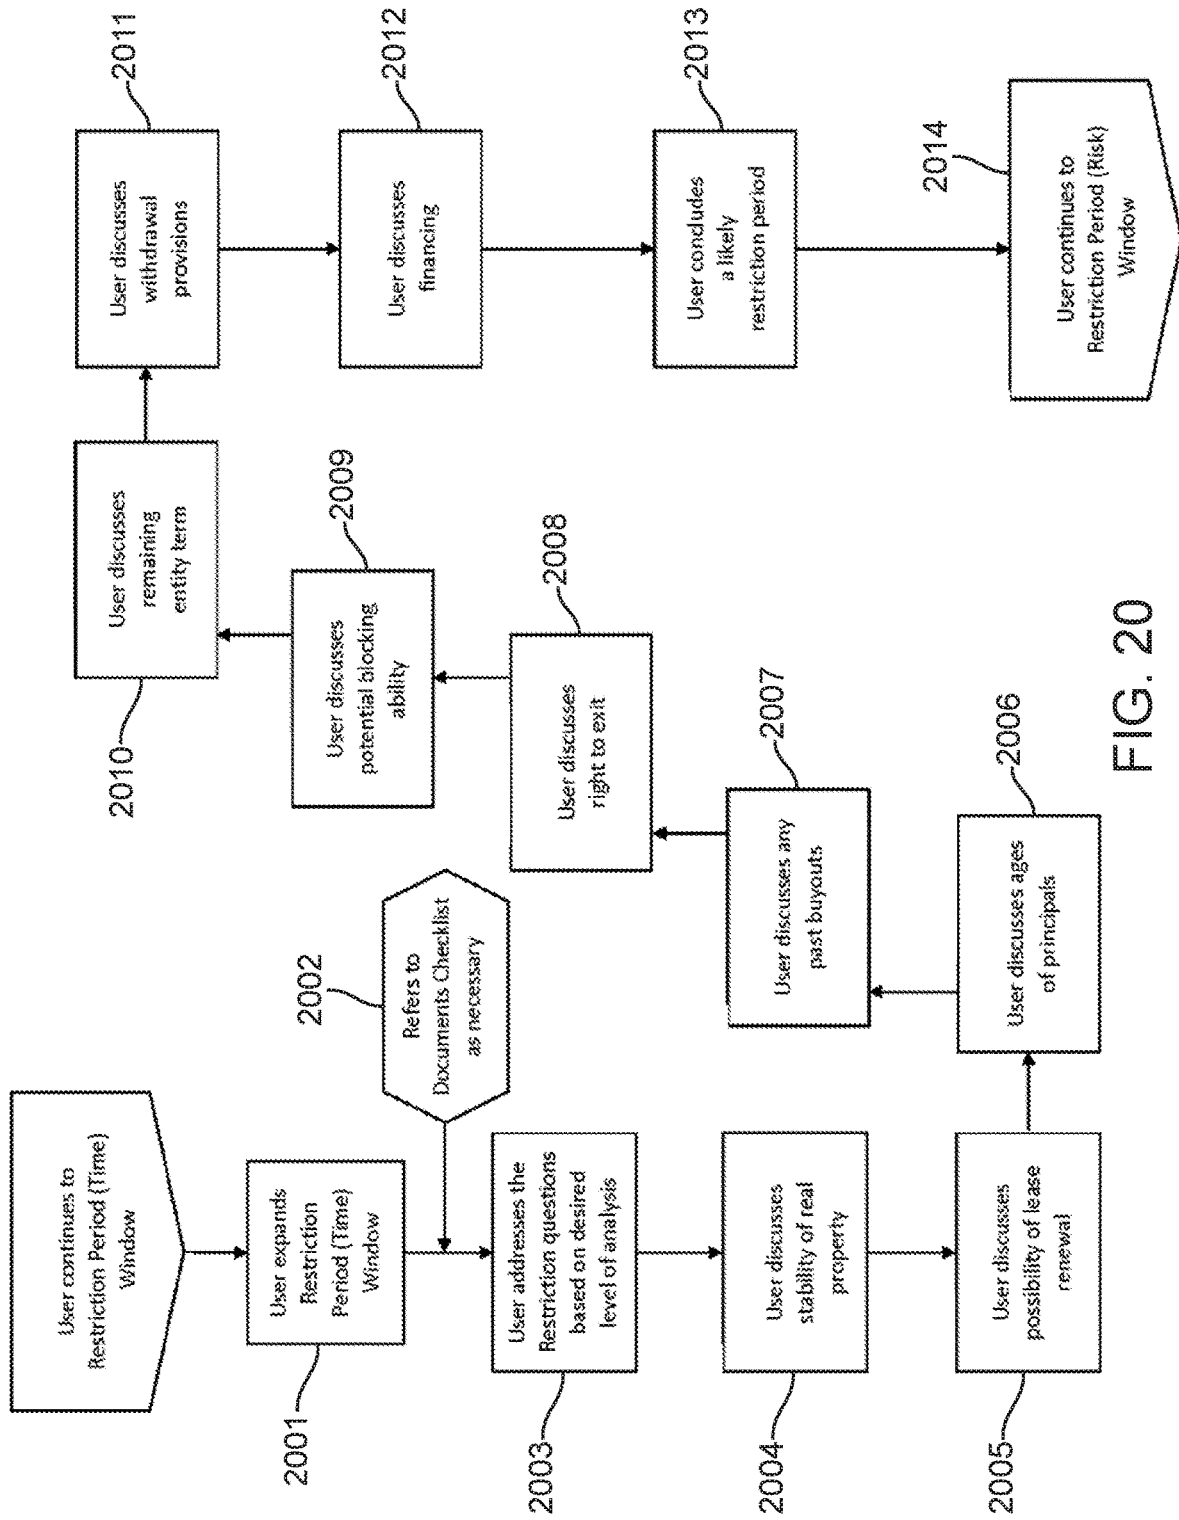 User continues to
Restriction Period (Time)
Window
User expands
Restriction
Period (Time)
Window
2001
Refers to
Documents Checklist
as necessary
2002
User addresses the
Restriction questions
based on desired
level of analysis
2003
User discusses
stability of real
property
2004
User discusses
possibility of lease
renewal
2005
User discusses ages
of principals
2006
User discusses any
past buyouts
2007
User discusses
right to exit
2008
User discusses
potential blocking
ability
2009
User discusses
remaining
entity term
2010
User discusses
withdrawal
provisions
2011
User discusses
financing
2012
User concludes
a likely
restriction period
2013
User continues to
Restriction Period (Risk)
Window
2014
FIG. 20